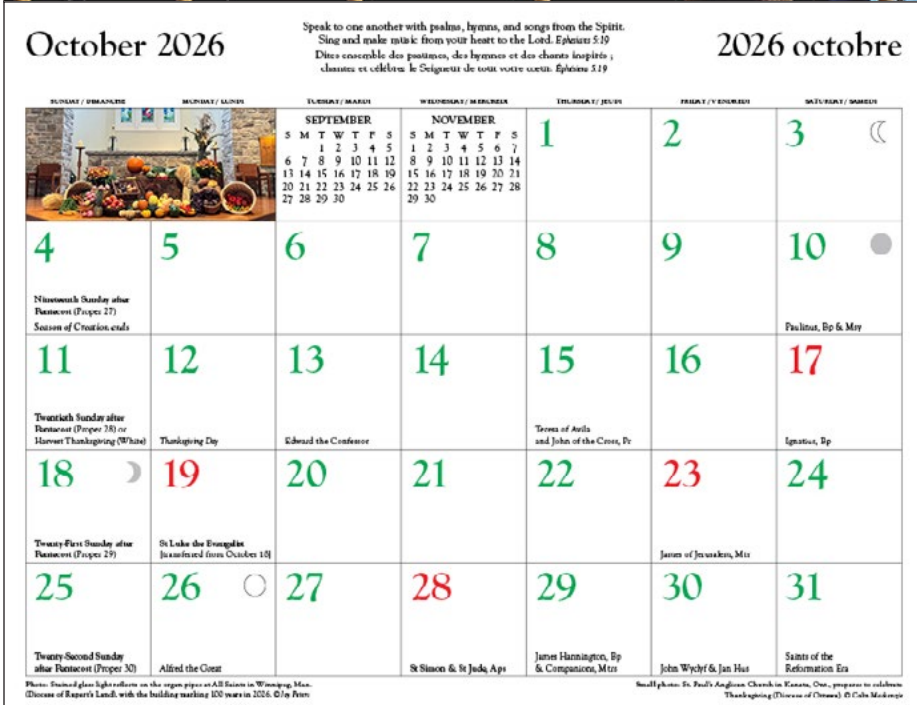 October 2026
Speak to one another with psalms, hymns, and songs from the Spirit.
Sing and make music from your heart to the Lord. Ephesians 5:19
Dites ensemble des psaumes, des hymnes et des chants inspirés ;
chantez et célébrez le Seigneur de tout votre cœur. Éphésiens 5.19
2026 octobre
SUNDAY / DIMANCHE MONDAY / LUNDI TUESDAY / MARDI WEDNESDAY / MERCREDI THURSDAY / JEUDI FRIDAY / VENDREDI SATURDAY / SAMEDI
SEPTEMBER
S M T W T F S
1 2 3 4 5
6 7 8 9 10 11 12
13 14 15 16 17 18 19
20 21 22 23 24 25 26
27 28 29 30
NOVEMBER
S M T W T F S
1 2 3 4 5 6 7
8 9 10 11 12 13 14
15 16 17 18 19 20 21
22 23 24 25 26 27 28
29 30
1 2 3
4 5 6 7 8 9 10
Nineteenth Sunday after
Pentecost (Proper 27)
Season of Creation ends
Paulinus, Bp & Msy
11 12 13 14 15 16 17
Twentieth Sunday after
Pentecost (Proper 28) or
Harvest Thanksgiving (White)
Thanksgiving Day
Edward the Confessor
Teresa of Avila
and John of the Cross, Pr
Ignatius, Bp
18 19 20 21 22 23 24
Twenty-First Sunday after
Pentecost (Proper 29)
St Luke the Evangelist
[transferred from October 18]
James of Jerusalem, Mtr
25 26 27 28 29 30 31
Twenty-Second Sunday
after Pentecost (Proper 30)
Alfred the Great
St Simon & St Jude, Aps
James Hannington, Bp
& Companions, Mtrs
John Wyclyf & Jan Hus
Saints of the
Reformation Era
Photo: Stained glass light reflects on the organ pipes at All Saints in Winnipeg, Man.
(Diocese of Rupert's Land), with the building marking 100 years in 2026. © Jay Peters
Small photo: St. Paul's Anglican Church in Kanata, Ont., prepares to celebrate
Thanksgiving (Diocese of Ottawa). © Colin McKenzie